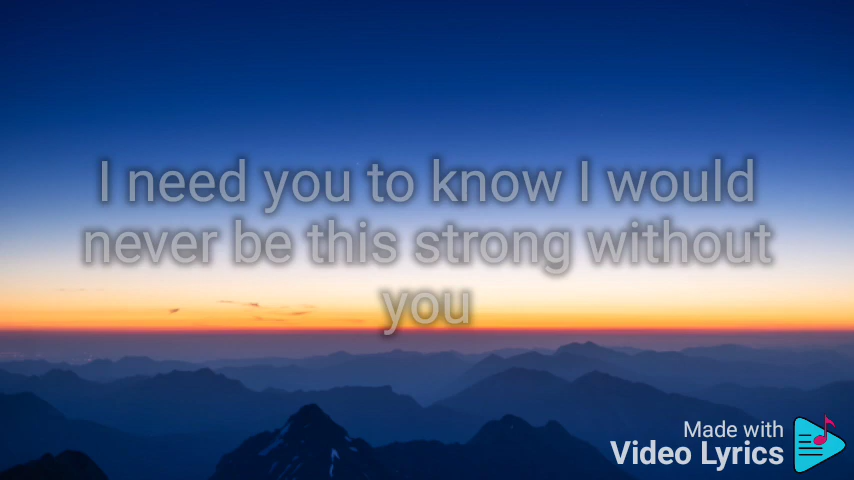 I need you to know I would
never be this strong without
you
Made with
Video Lyrics